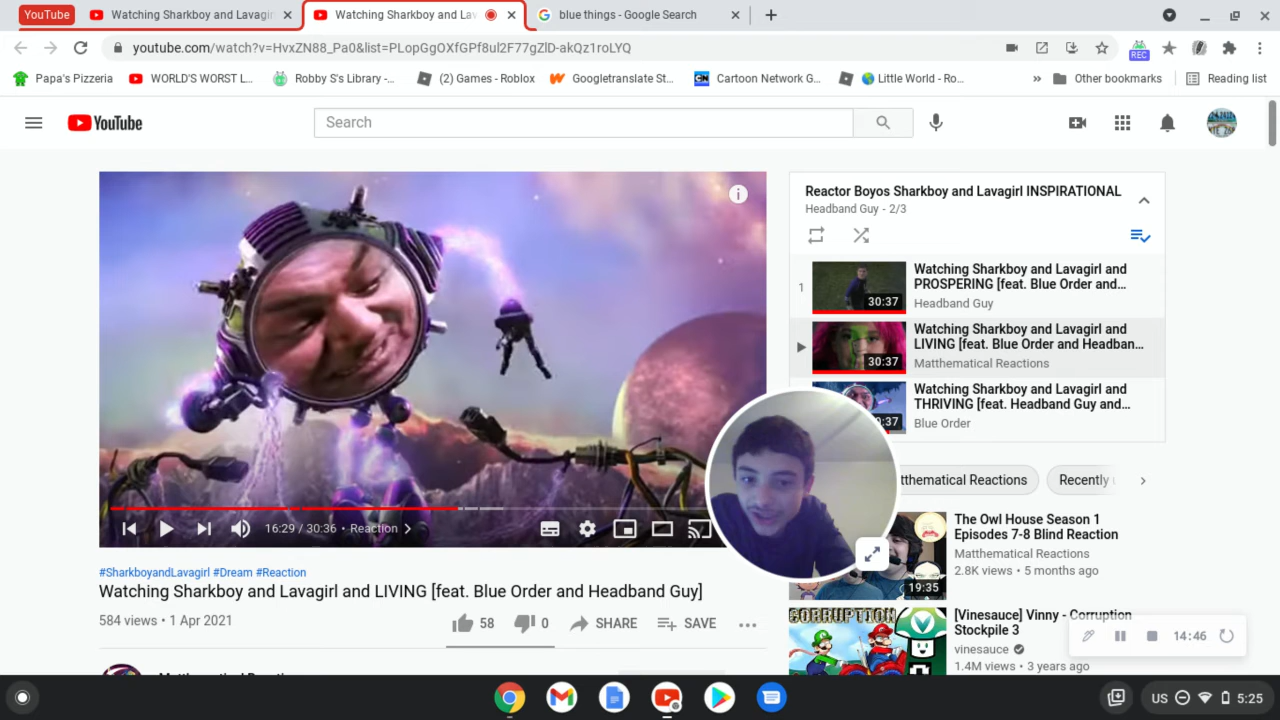 YouTube
Watching Sharkboy and Lavagirl
Watching Sharkboy and Lav
blue things - Google Search
youtube.com/watch?v=HvxZN88_Pa0&list=PLopGgOXfGPf8ul2F77gZlD-akQz1roLYQ
REC
Papa's Pizzeria
WORLD'S WORST L...
Robby S's Library -...
(2) Games - Roblox
Googletranslate St...
Cartoon Network G...
Little World - Ro...
»
Other bookmarks
Reading list
YouTube
Search
Reactor Boyos Sharkboy and Lavagirl INSPIRATIONAL
Headband Guy - 2/3
1
Watching Sharkboy and Lavagirl and
PROSPERING [feat. Blue Order and...
Headband Guy
30:37
Watching Sharkboy and Lavagirl and
LIVING [feat. Blue Order and Headban...
Matthematical Reactions
30:37
Watching Sharkboy and Lavagirl and
THRIVING [feat. Headband Guy and...
Blue Order
:37
16:29 / 30:36 • Reaction
#SharkboyandLavagirl #Dream #Reaction
Watching Sharkboy and Lavagirl and LIVING [feat. Blue Order and Headband Guy]
584 views • 1 Apr 2021
58
0
SHARE
SAVE
tthematical Reactions
Recently
The Owl House Season 1
Episodes 7-8 Blind Reaction
Matthematical Reactions
2.8K views • 5 months ago
19:35
CORRUPTION
[Vinesauce] Vinny - Corruption
Stockpile 3
vinesauce
1.4M views • 3 years ago
14:46
US
5:25